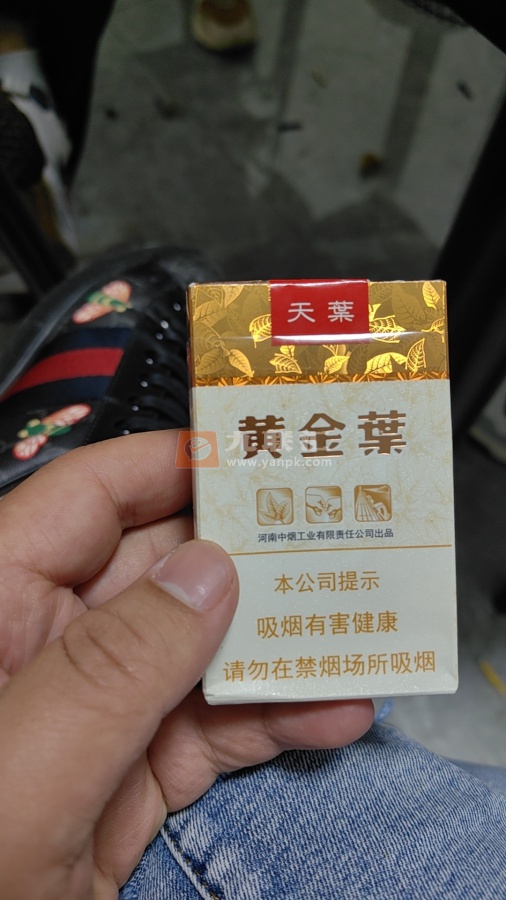 天葉
黄金葉
www.yanpk.com
河南中烟工业有限责任公司出品
本公司提示
吸烟有害健康
请勿在禁烟场所吸烟